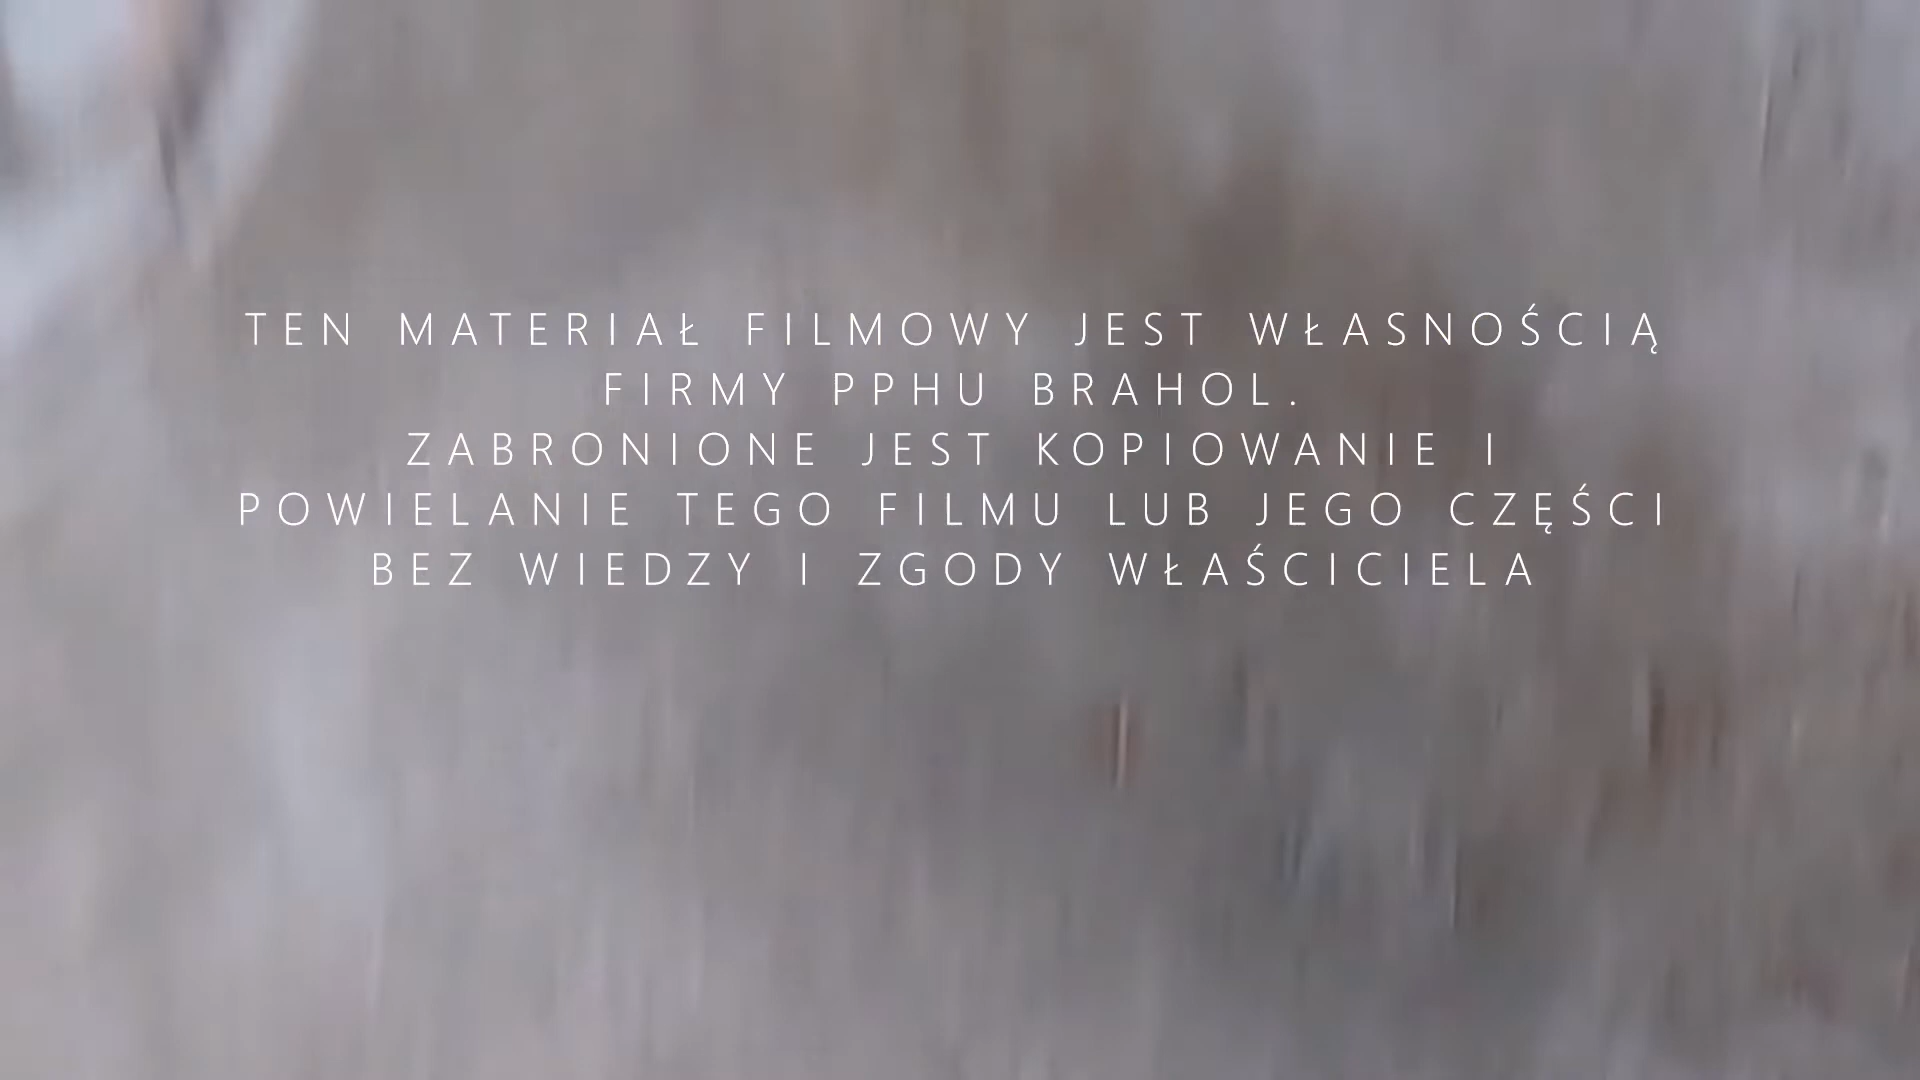 TEN MATERIAŁ FILMOWY JEST WŁASNOŚCIĄ
FIRMY PPHU BRAHOL.
ZABRONIONE JEST KOPIOWANIE I
POWIELANIE TEGO FILMU LUB JEGO CZĘŚCI
BEZ WIEDZY I ZGODY WŁAŚCICIELA